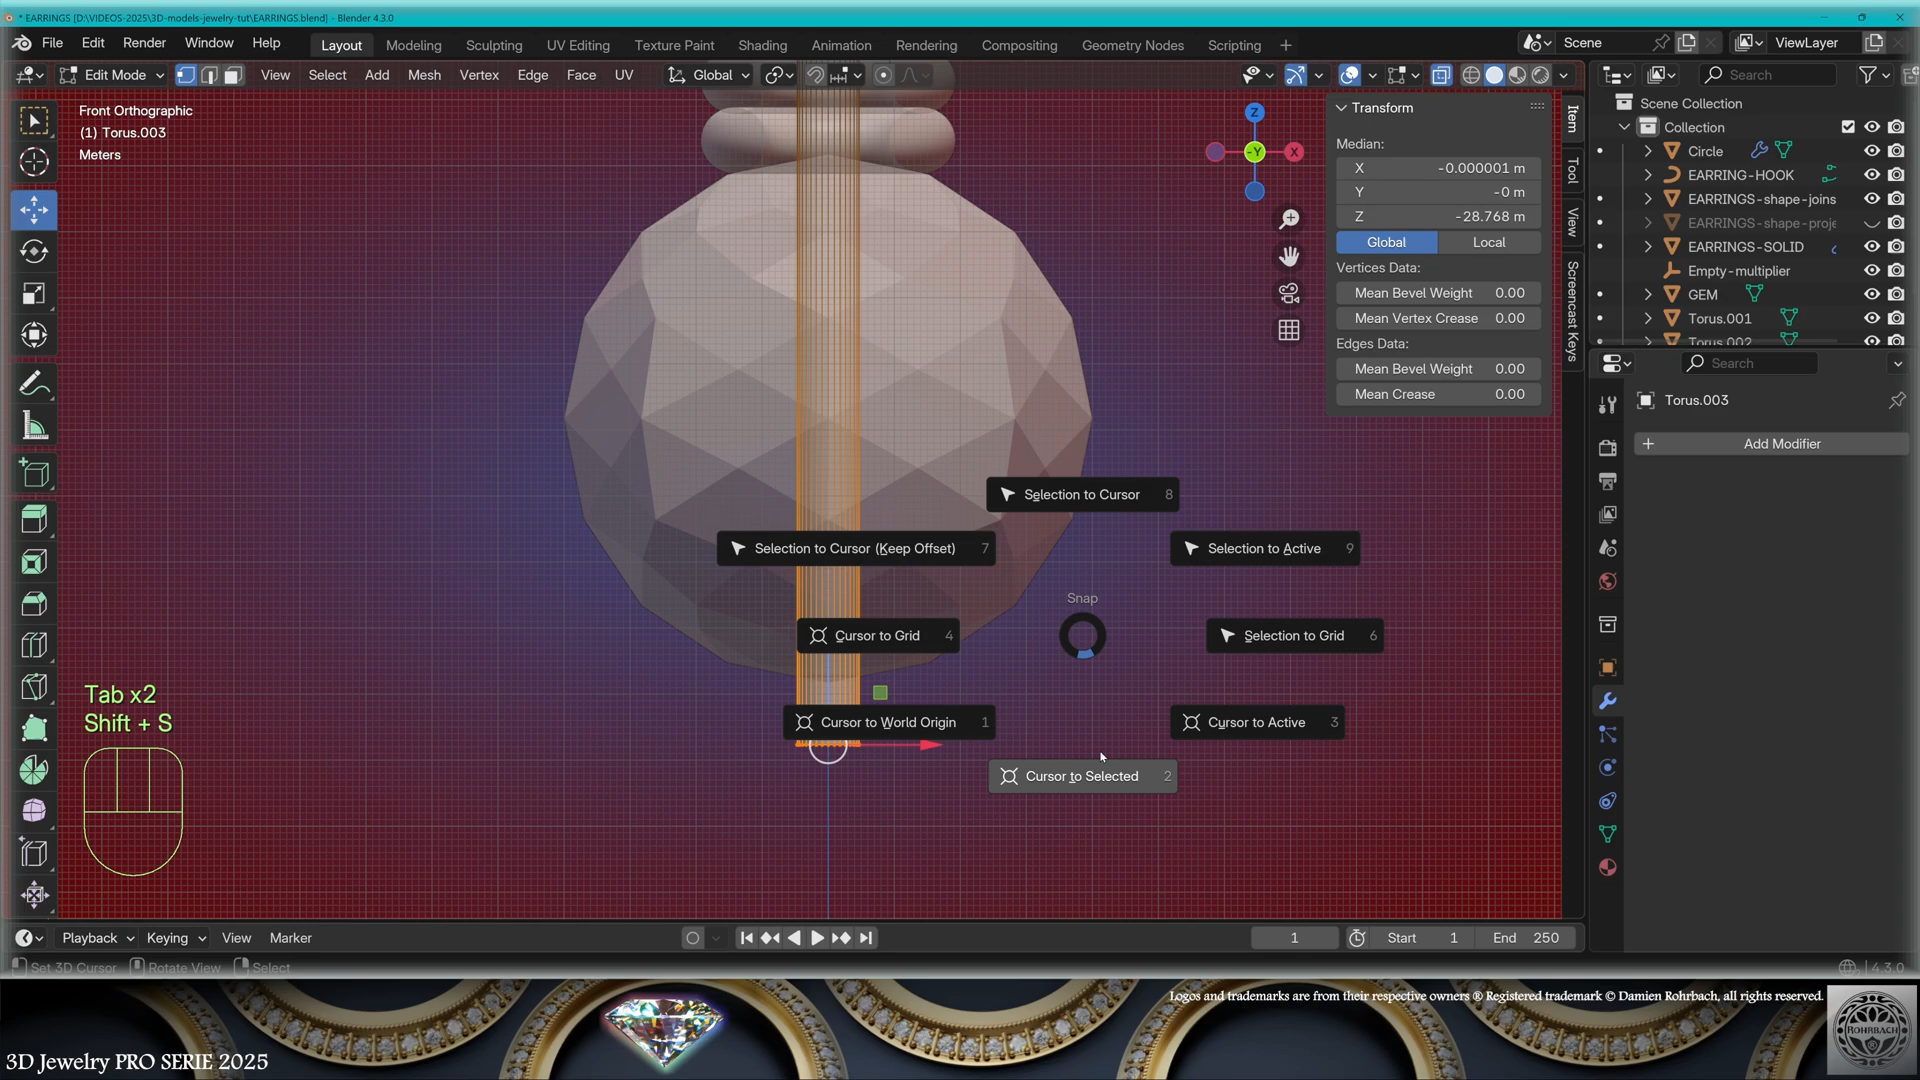 * EARRINGS [D:\VIDEOS-2025\3D-models-jewelry-tut\EARRINGS.blend] - Blender 4.3.0
File Edit Render Window Help
Layout Modeling Sculpting UV Editing Texture Paint Shading Animation Rendering Compositing Geometry Nodes Scripting +
Scene
ViewLayer
Edit Mode
View Select Add Mesh Vertex Edge Face UV
Global
Search
Front Orthographic
(1) Torus.003
Meters
Z
X
-Y
Transform
Median:
X -0.000001 m
Y -0 m
Z -28.768 m
Global Local
Vertices Data:
Mean Bevel Weight 0.00
Mean Vertex Crease 0.00
Edges Data:
Mean Bevel Weight 0.00
Mean Crease 0.00
Item
Tool
View
Screencast Keys
Scene Collection
Collection
Circle
EARRING-HOOK
EARRINGS-shape-joins
EARRINGS-shape-proje
EARRINGS-SOLID
Empty-multiplier
GEM
Torus.001
Torus.002
Search
Torus.003
+ Add Modifier
Selection to Cursor 8
Selection to Cursor (Keep Offset) 7
Selection to Active 9
Snap
Cursor to Grid 4
Selection to Grid 6
Cursor to World Origin 1
Cursor to Active 3
Cursor to Selected 2
Tab x2
Shift + S
Playback Keying View Marker
1
Start 1
End 250
Set 3D Cursor Rotate View Select
4.3.0
Logos and trademarks are from their respective owners ® Registered trademark © Damien Rohrbach, all rights reserved.
ROHRBACH
3D Jewelry PRO SERIE 2025